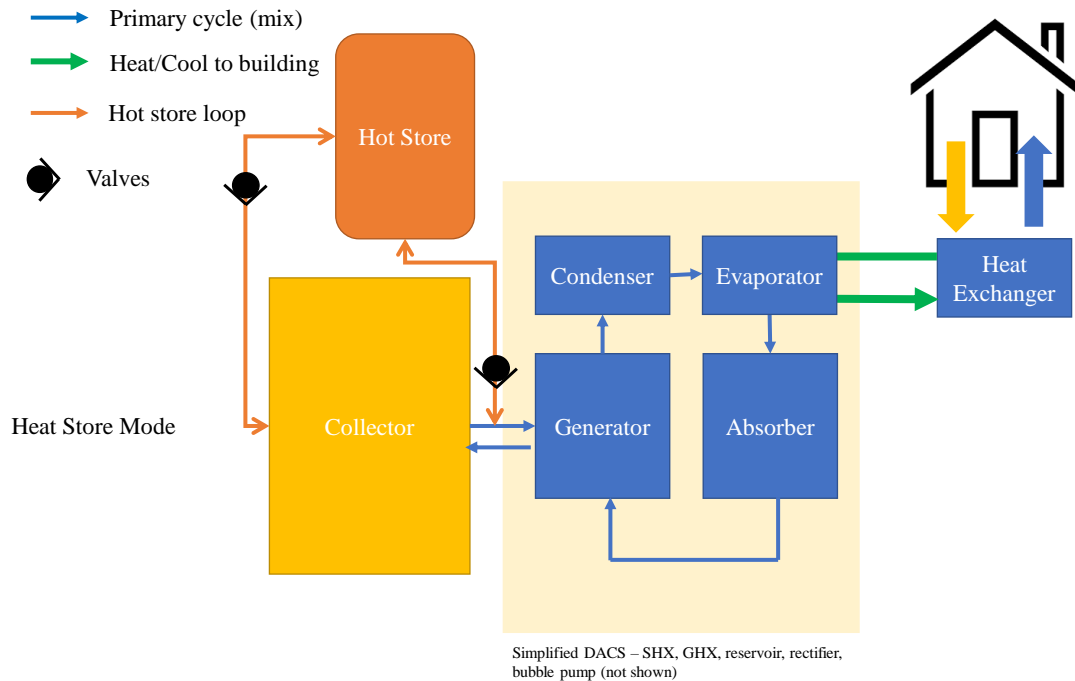 Primary cycle (mix)
Heat/Cool to building
Hot store loop
Valves
Hot Store
Condenser
Evaporator
Heat
Exchanger
Heat Store Mode
Collector
Generator
Absorber
Simplified DACS – SHX, GHX, reservoir, rectifier,
bubble pump (not shown)